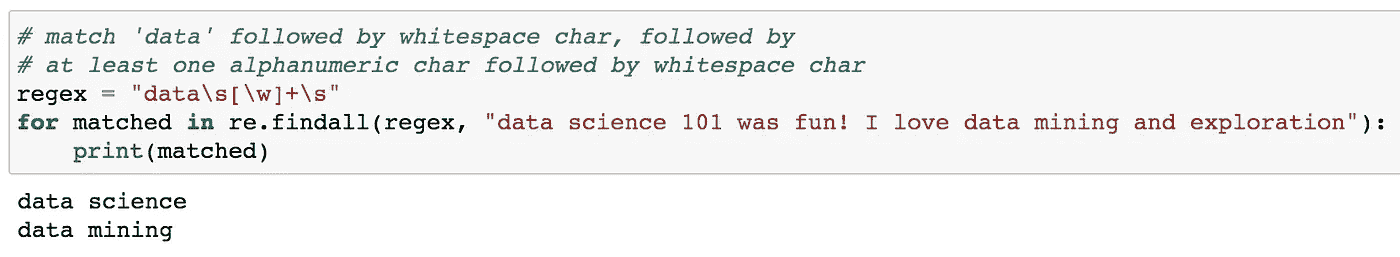 # match 'data' followed by whitespace char, followed by
# at least one alphanumeric char followed by whitespace char
regex = "data\s[\w]+\s"
for matched in re.findall(regex, "data science 101 was fun! I love data mining and exploration"):
    print(matched)
data science
data mining